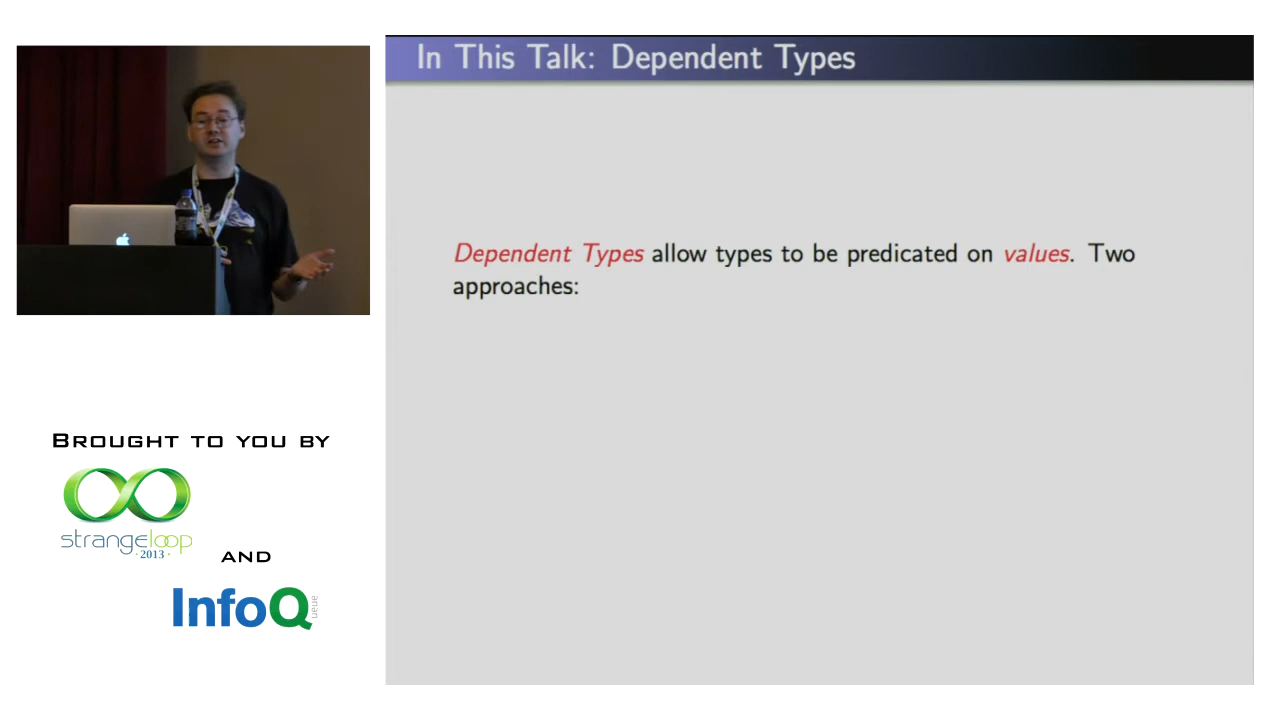 In This Talk: Dependent Types
Dependent Types allow types to be predicated on values. Two
approaches:
BROUGHT TO YOU BY
strangeloop
· 2013 ·
AND
InfoQ
ueue